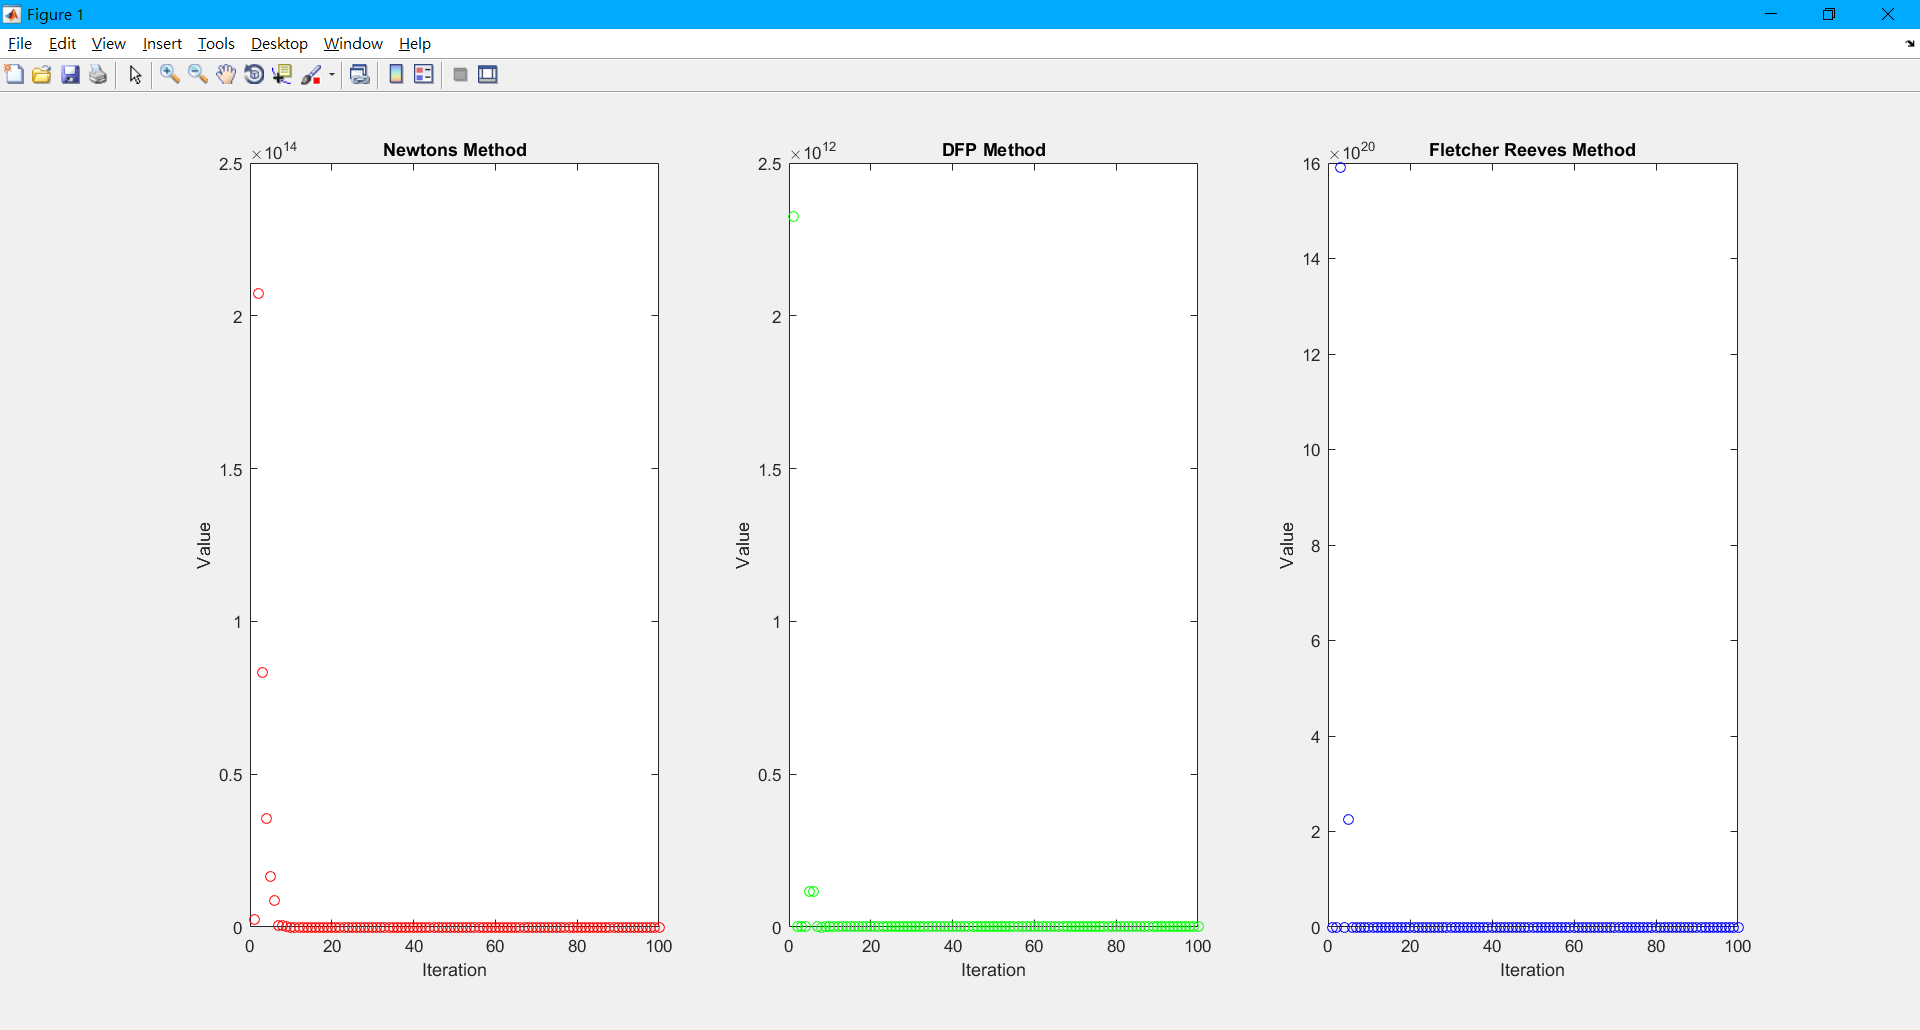 Figure 1
File Edit View Insert Tools Desktop Window Help
Newtons Method
×10^14
2.5
2
1.5
1
0.5
0
0 20 40 60 80 100
Value
Iteration
DFP Method
×10^12
2.5
2
1.5
1
0.5
0
0 20 40 60 80 100
Value
Iteration
Fletcher Reeves Method
×10^20
16
14
12
10
8
6
4
2
0
0 20 40 60 80 100
Value
Iteration